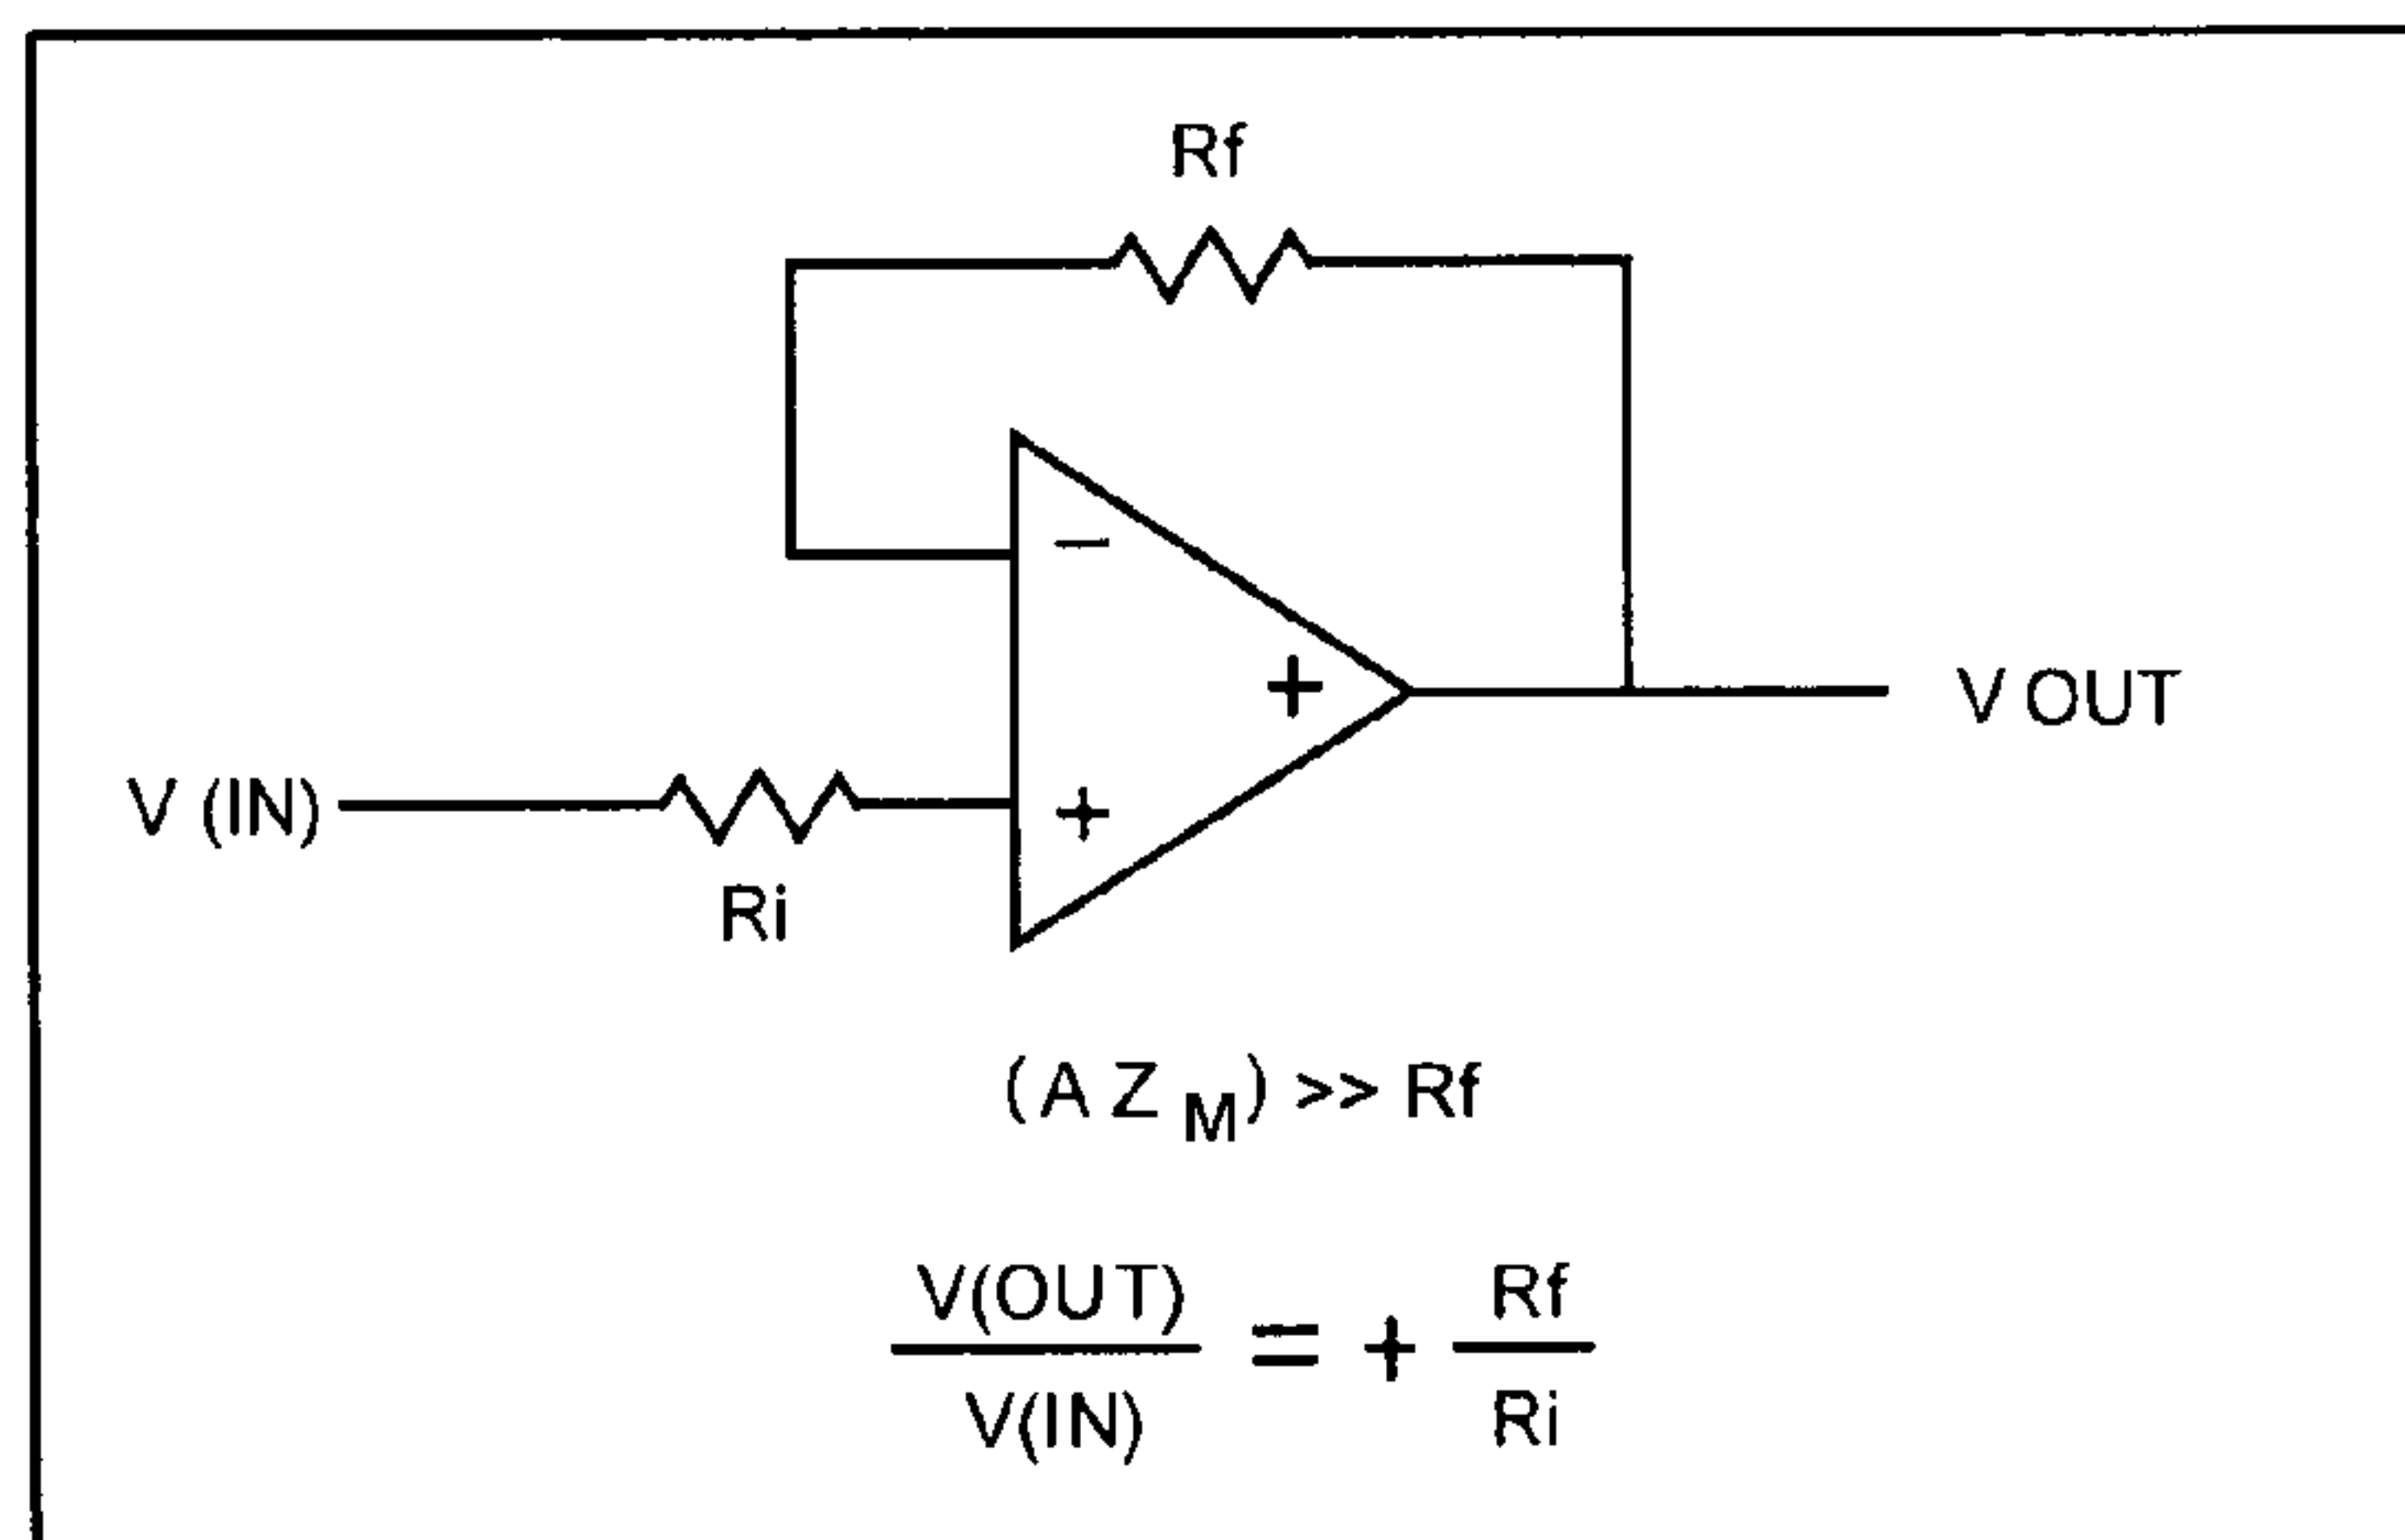 Rf
−
+
V OUT
V (IN)
+
Ri
(A Z M) >> Rf
V(OUT) / V(IN) = + Rf / Ri